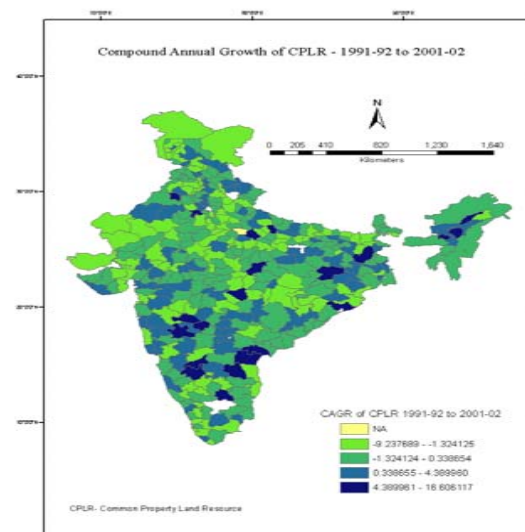 Compound Annual Growth of CPLR - 1991-92 to 2001-02
N
0 205 410 820 1,230 1,640
Kilometers
CAGR of CPLR 1991-92 to 2001-02
NA
-9.237689 - -1.324125
-1.324124 - 0.338654
0.338655 - 4.389960
4.389961 - 16.606117
CPLR- Common Property Land Resource